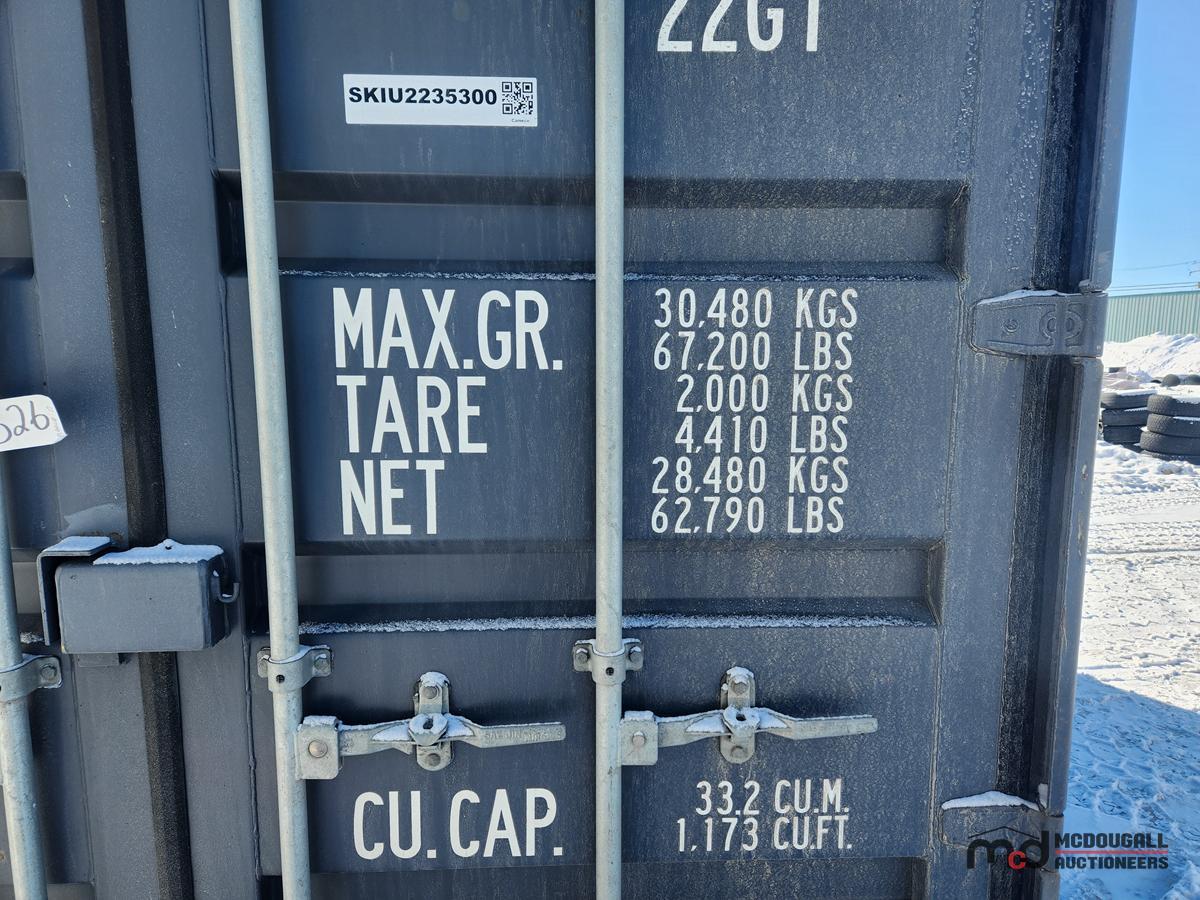 22G1
SKIU2235300
MAX.GR. 30,480 KGS
67,200 LBS
TARE 2,000 KGS
4,410 LBS
NET 28,480 KGS
62,790 LBS
CU.CAP. 33.2 CU.M.
1,173 CU.FT.
mcd MCDOUGALL
AUCTIONEERS